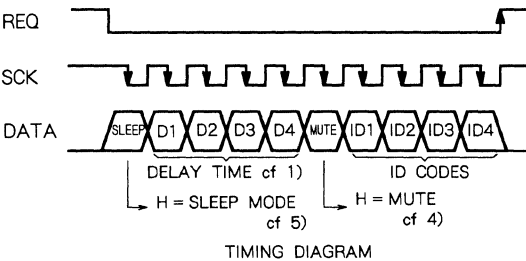 REQ
SCK
DATA SLEEP D1 D2 D3 D4 MUTE ID1 ID2 ID3 ID4
DELAY TIME cf 1) ID CODES
H = SLEEP MODE H = MUTE
cf 5) cf 4)
TIMING DIAGRAM